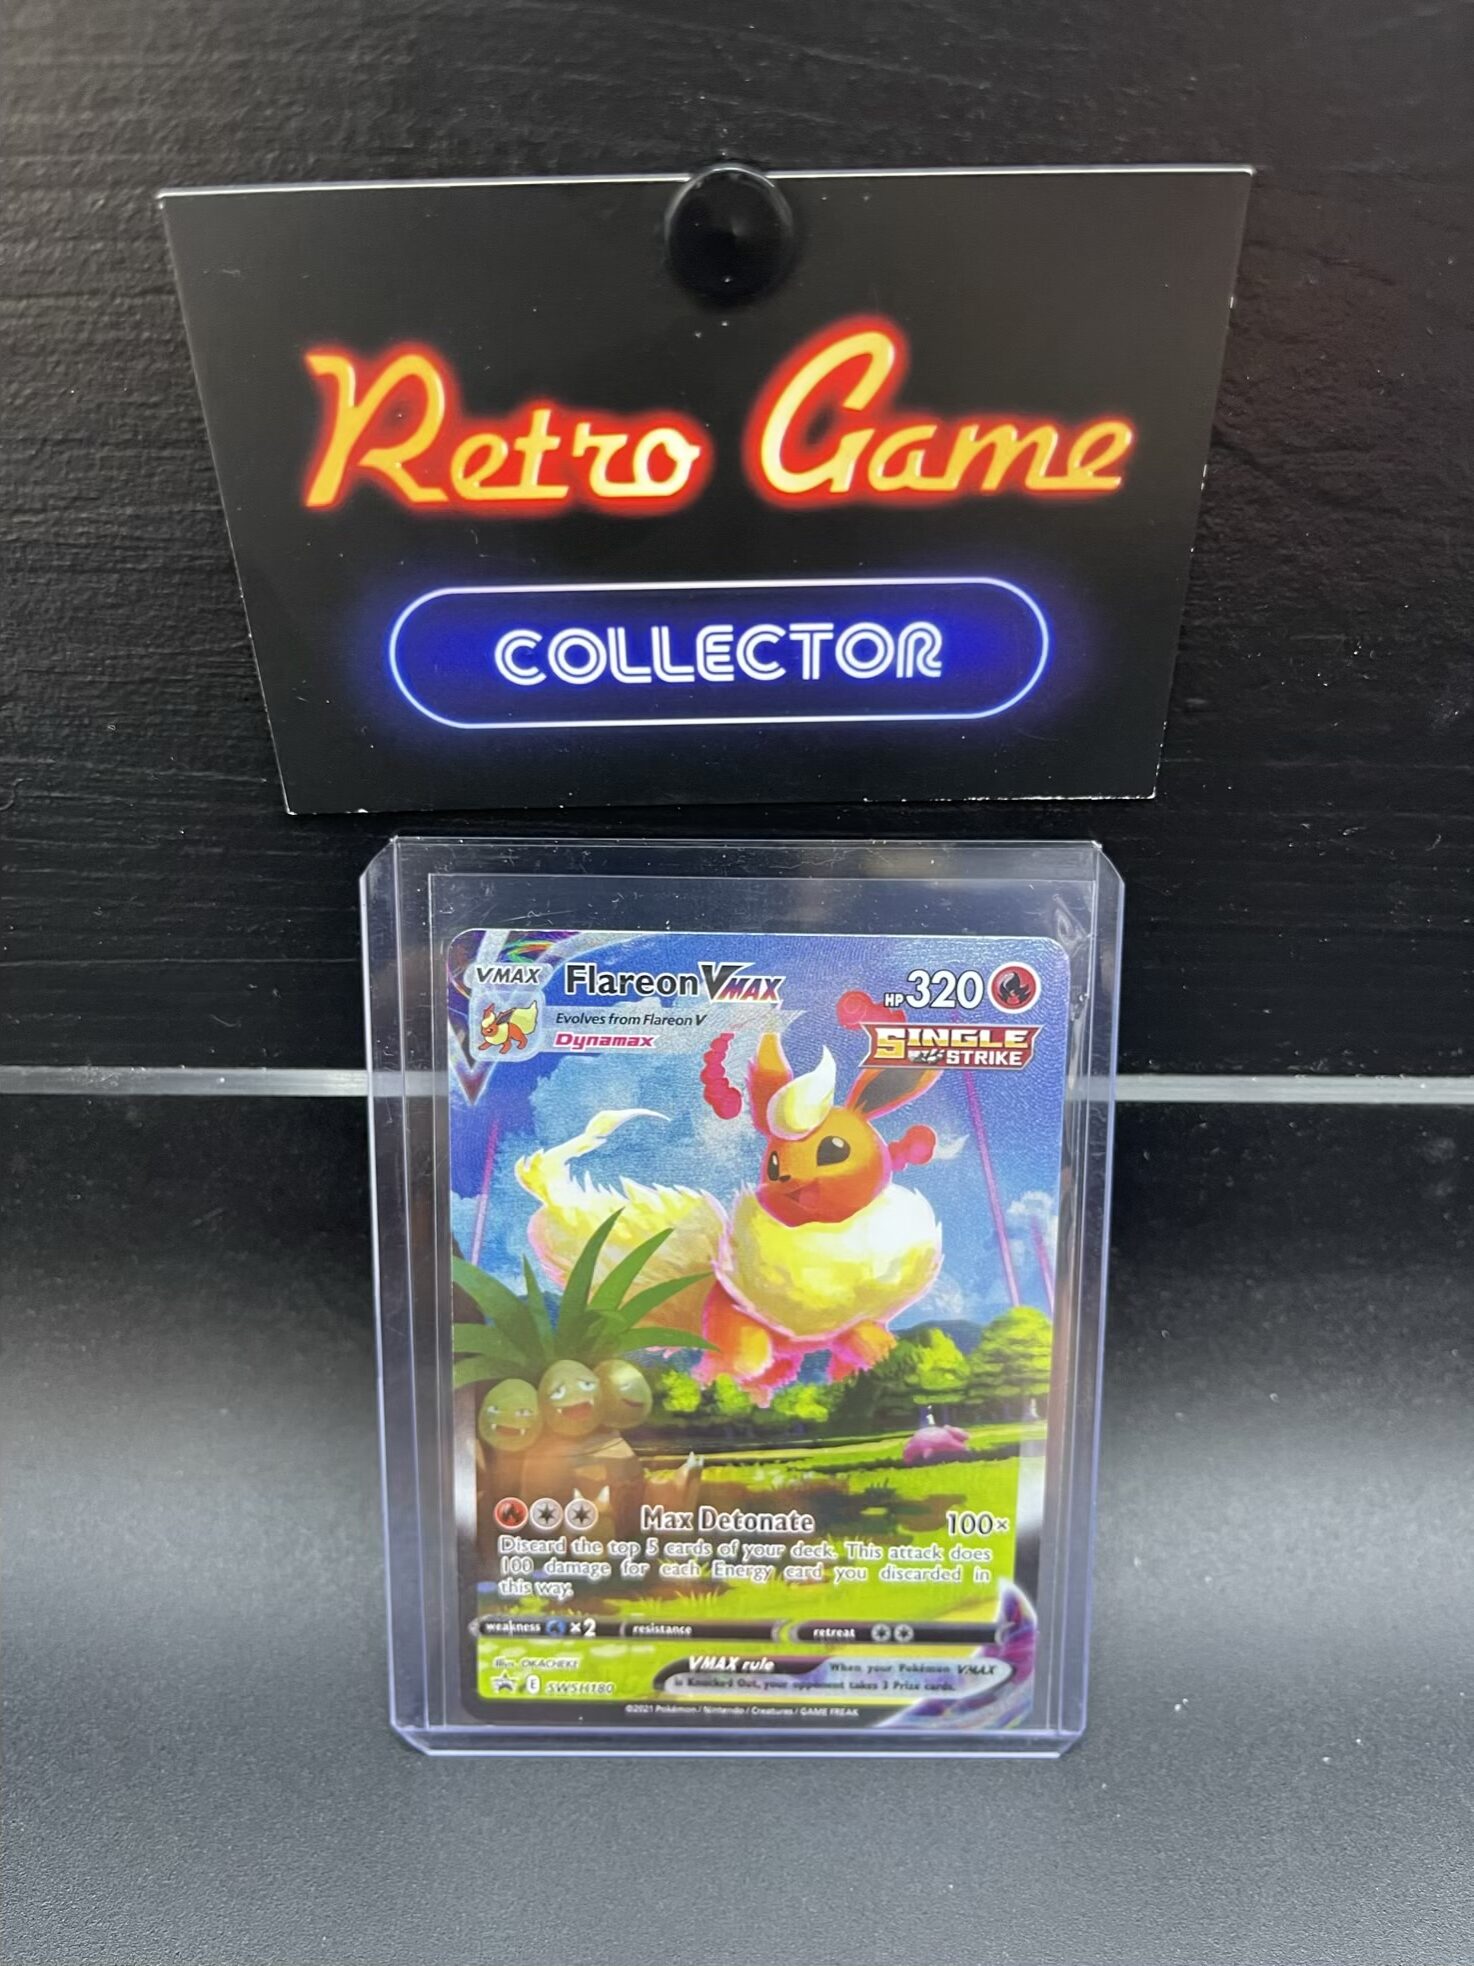 Retro Game
COLLECTOR
VMAX Flareon VMAX HP 320
Evolves from Flareon V
Dynamax
SINGLE
STRIKE
Max Detonate 100×
Discard the top 5 cards of your deck. This attack does
100 damage for each Energy card you discarded in
this way.
weakness ×2 resistance retreat
Illus. OKACHEKE
VMAX rule When your Pokémon VMAX
is Knocked Out, your opponent takes 3 Prize cards.
E SWSH180
©2021 Pokémon / Nintendo / Creatures / GAME FREAK